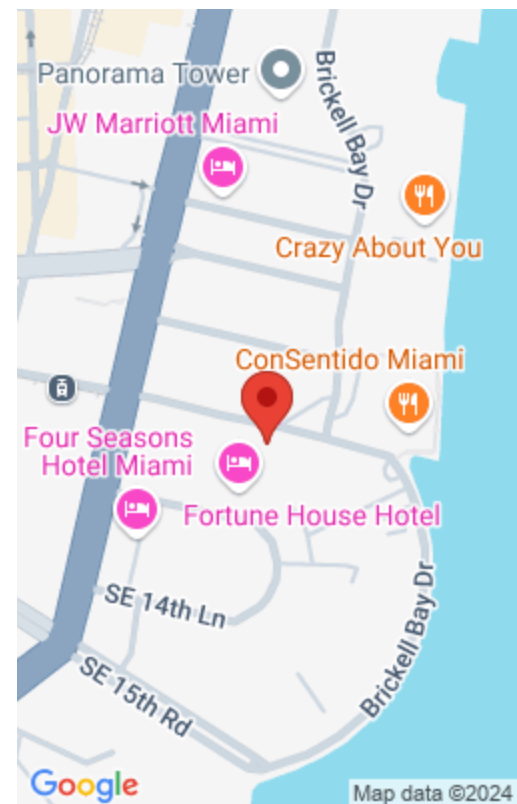 Panorama Tower
Brickell Bay Dr
JW Marriott Miami
Crazy About You
ConSentido Miami
Four Seasons
Hotel Miami
Fortune House Hotel
SE 14th Ln
Brickell Bay Dr
SE 15th Rd
Google
Map data ©2024